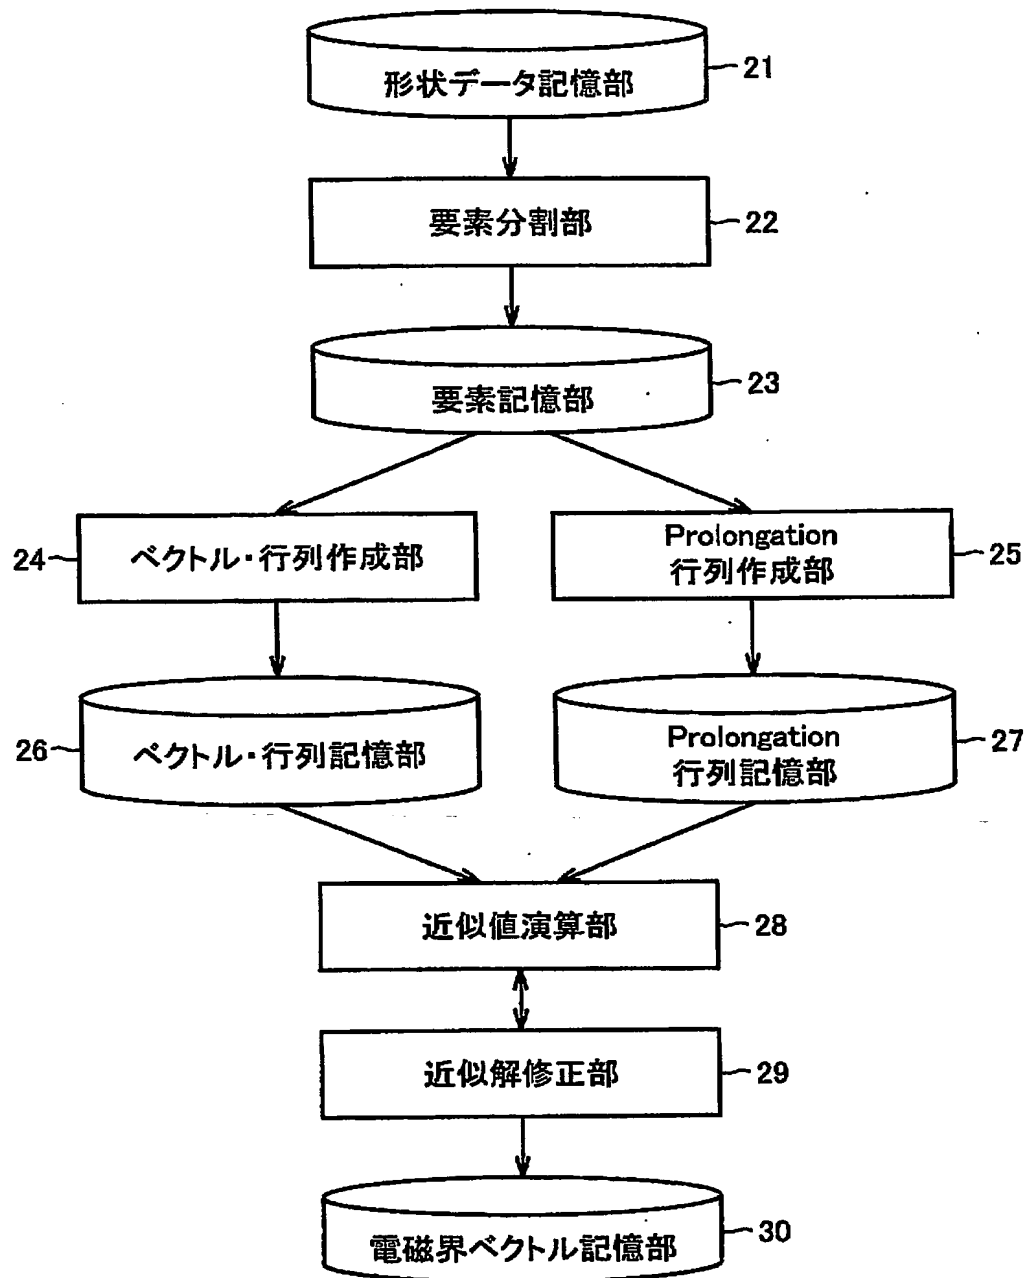 形状データ記憶部
21
要素分割部
22
要素記憶部
23
24
ベクトル・行列作成部
Prolongation
行列作成部
25
26
ベクトル・行列記憶部
Prolongation
行列記憶部
27
近似値演算部
28
近似解修正部
29
電磁界ベクトル記憶部
30